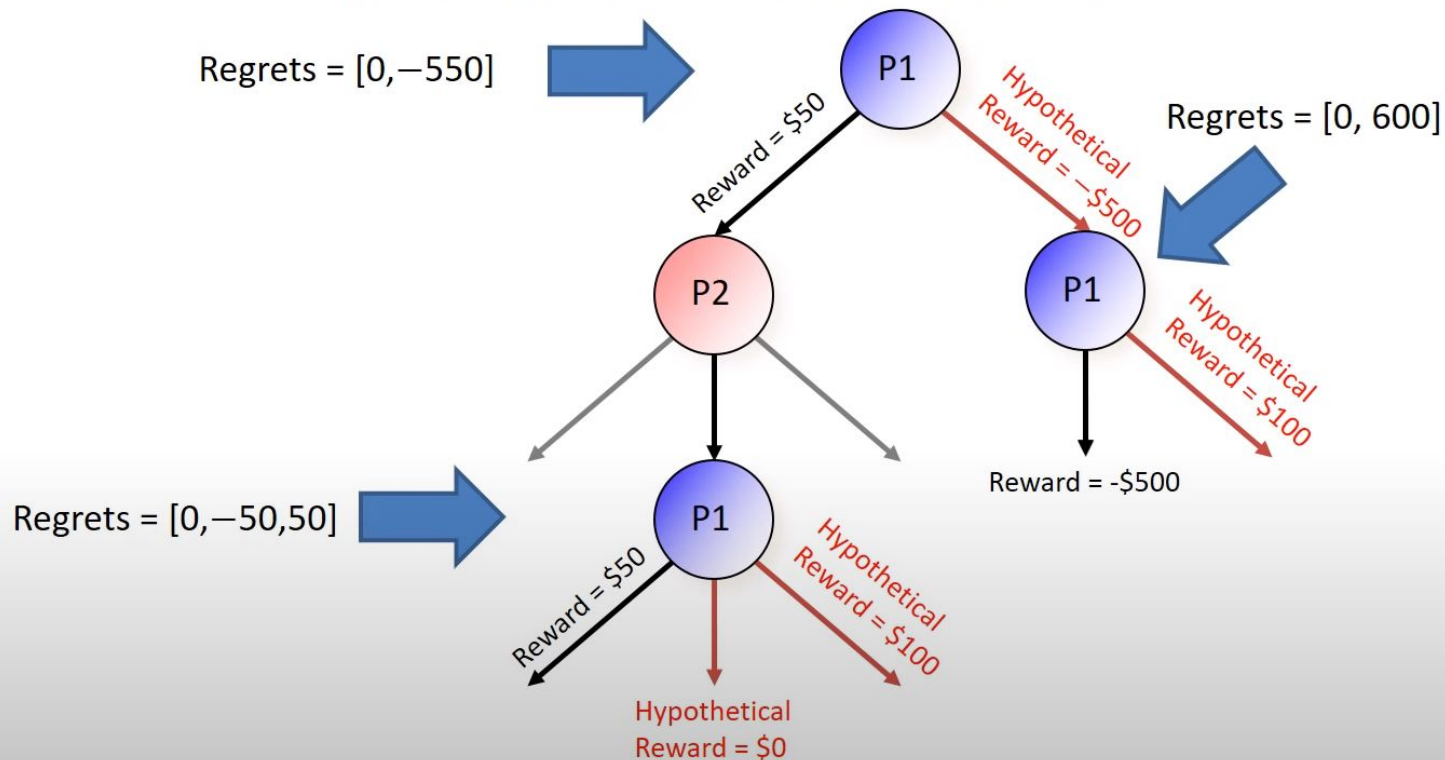 Regrets = [0,−550]
P1
Reward = $50
Hypothetical
Reward = −$500
Regrets = [0, 600]
P2
P1
Hypothetical
Reward = $100
Reward = -$500
Regrets = [0,−50,50]
P1
Reward = $50
Hypothetical
Reward = $100
Hypothetical
Reward = $0